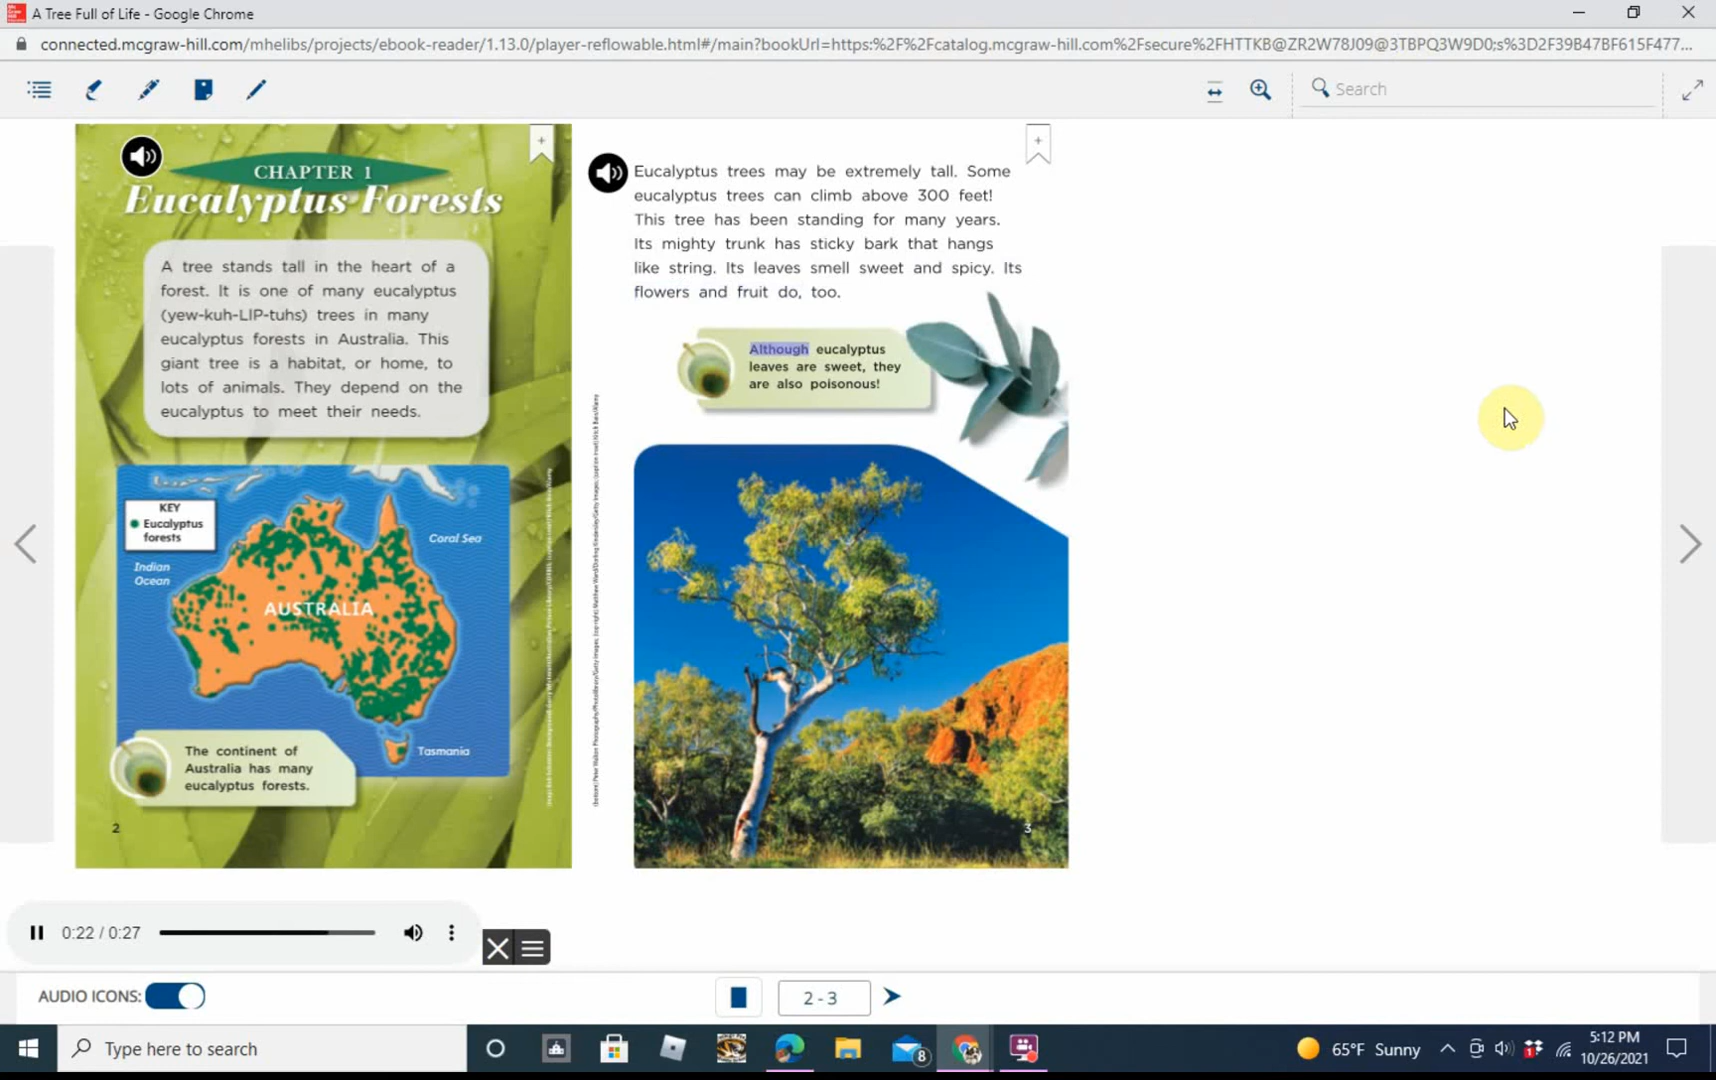 A Tree Full of Life - Google Chrome
connected.mcgraw-hill.com/mhelibs/projects/ebook-reader/1.13.0/player-reflowable.html#/main?bookUrl=https:%2F%2Fcatalog.mcgraw-hill.com%2Fsecure%2FHTTKB@ZR2W78J09@3TBPQ3W9D0;s%3D2F39B47BF615F477...
Search
CHAPTER 1
Eucalyptus Forests
A tree stands tall in the heart of a
forest. It is one of many eucalyptus
(yew-kuh-LIP-tuhs) trees in many
eucalyptus forests in Australia. This
giant tree is a habitat, or home, to
lots of animals. They depend on the
eucalyptus to meet their needs.
KEY
Eucalyptus
forests
Indian
Ocean
Coral Sea
AUSTRALIA
Tasmania
The continent of
Australia has many
eucalyptus forests.
2
Eucalyptus trees may be extremely tall. Some
eucalyptus trees can climb above 300 feet!
This tree has been standing for many years.
Its mighty trunk has sticky bark that hangs
like string. Its leaves smell sweet and spicy. Its
flowers and fruit do, too.
Although eucalyptus
leaves are sweet, they
are also poisonous!
3
0:22 / 0:27
AUDIO ICONS:
2 - 3
Type here to search
8
65°F Sunny
5:12 PM
10/26/2021